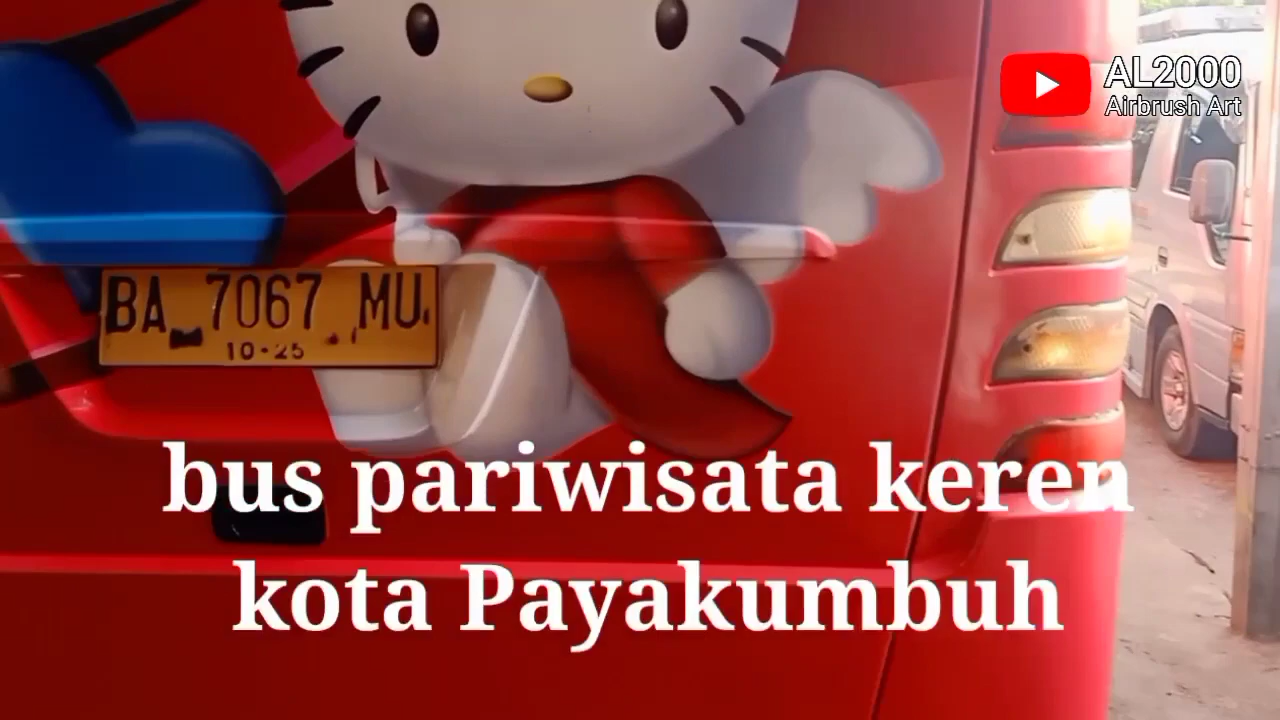 AL2000
Airbrush Art
BA 7067 MU
10-25
bus pariwisata keren
kota Payakumbuh